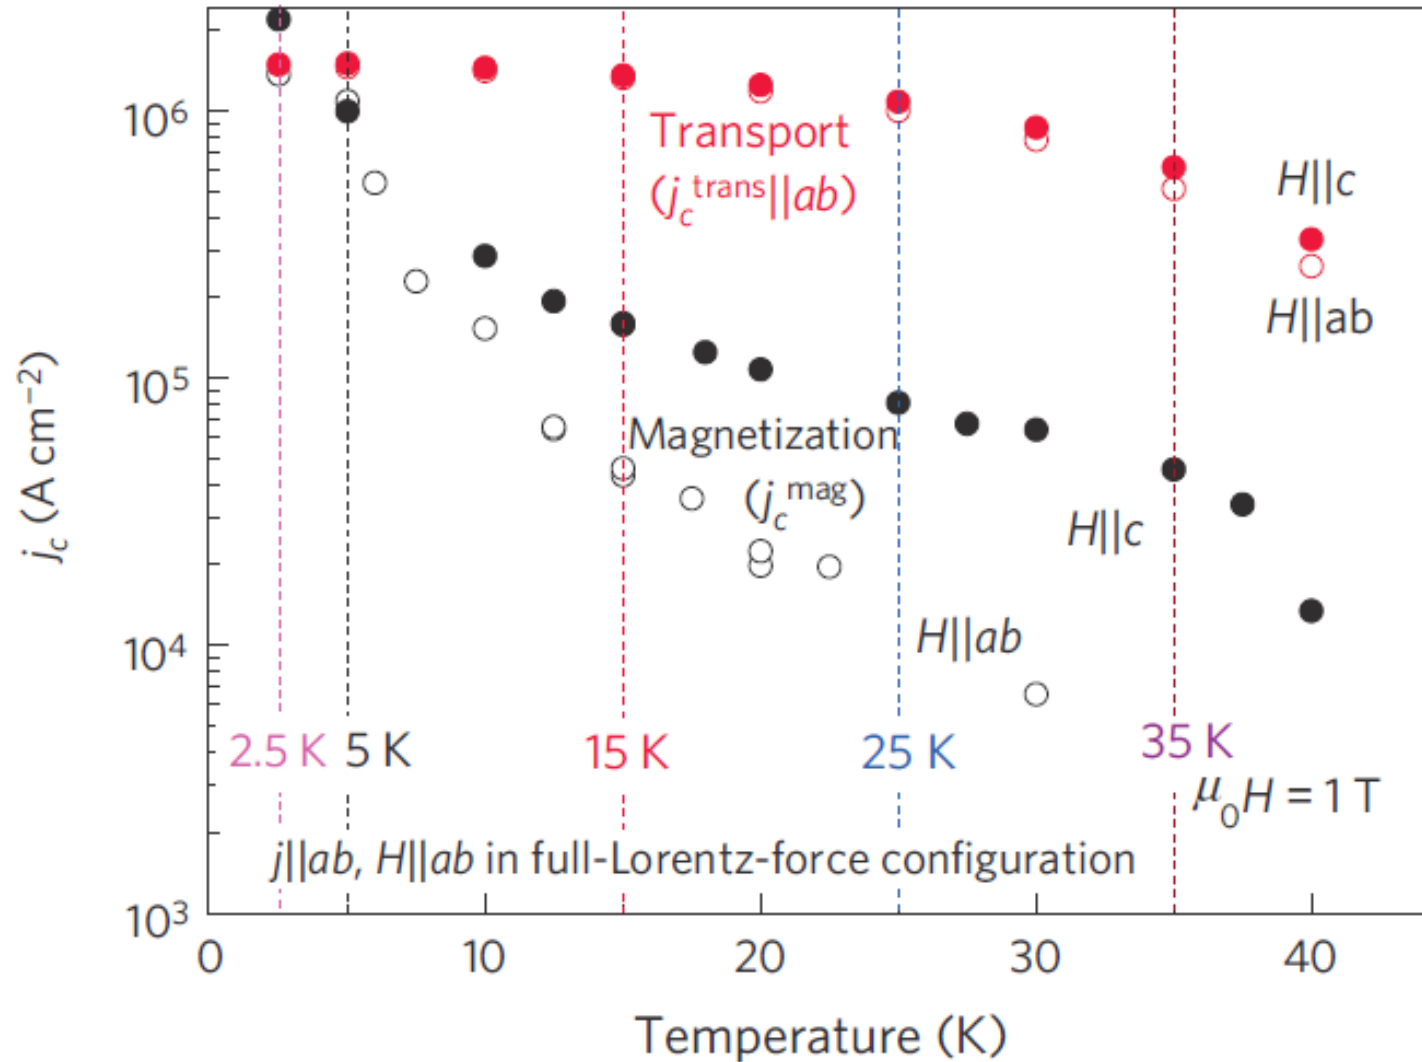 10⁶
10⁵
10⁴
10³
j_c (A cm⁻²)
Transport
(j_c^trans||ab)
H||c
H||ab
Magnetization
(j_c^mag)
H||c
H||ab
2.5 K
5 K
15 K
25 K
35 K
μ₀H = 1 T
j||ab, H||ab in full-Lorentz-force configuration
0
10
20
30
40
Temperature (K)